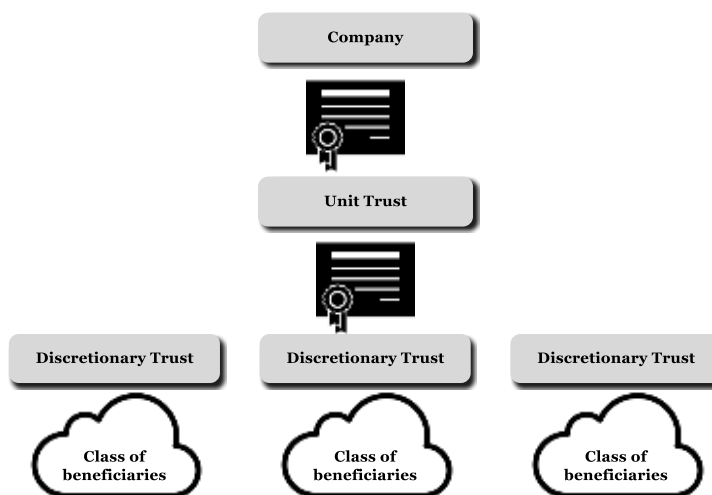 Company
Unit Trust
Discretionary Trust
Discretionary Trust
Discretionary Trust
Class of
beneficiaries
Class of
beneficiaries
Class of
beneficiaries